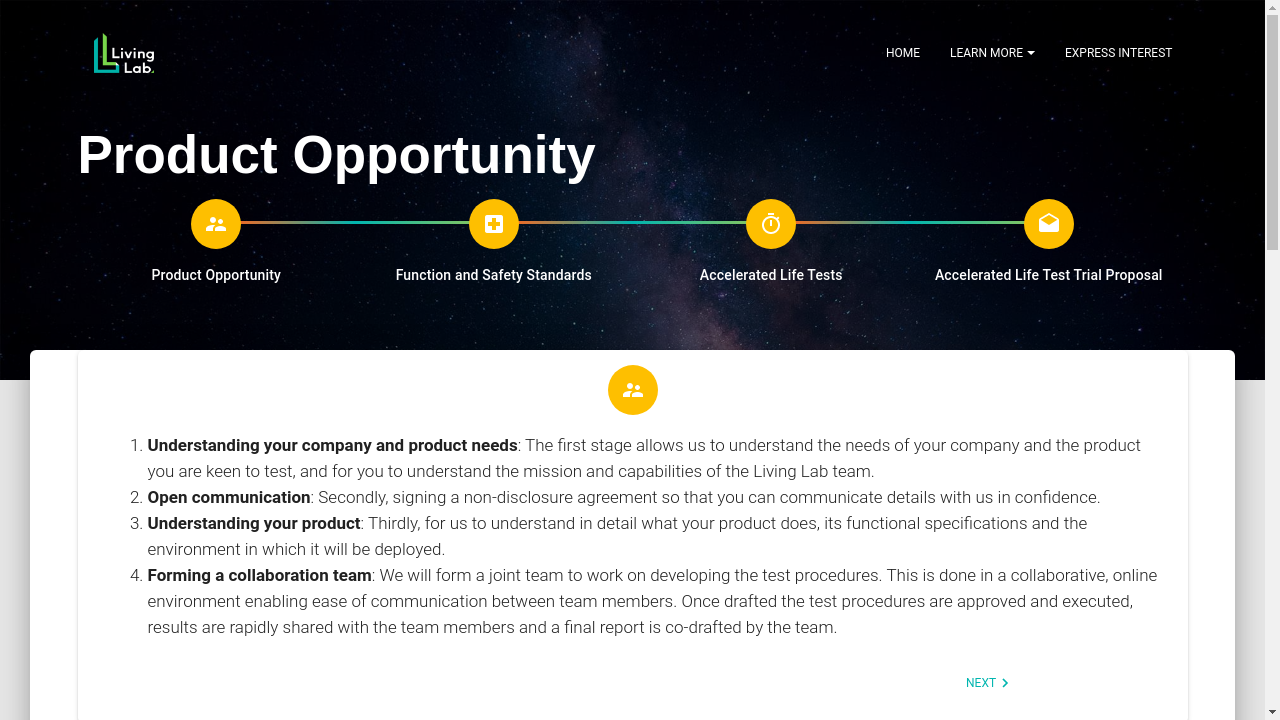 Living
Lab.
HOME
LEARN MORE
EXPRESS INTEREST
Product Opportunity
Product Opportunity
Function and Safety Standards
Accelerated Life Tests
Accelerated Life Test Trial Proposal
1. Understanding your company and product needs: The first stage allows us to understand the needs of your company and the product
you are keen to test, and for you to understand the mission and capabilities of the Living Lab team.
2. Open communication: Secondly, signing a non-disclosure agreement so that you can communicate details with us in confidence.
3. Understanding your product: Thirdly, for us to understand in detail what your product does, its functional specifications and the
environment in which it will be deployed.
4. Forming a collaboration team: We will form a joint team to work on developing the test procedures. This is done in a collaborative, online
environment enabling ease of communication between team members. Once drafted the test procedures are approved and executed,
results are rapidly shared with the team members and a final report is co-drafted by the team.
NEXT